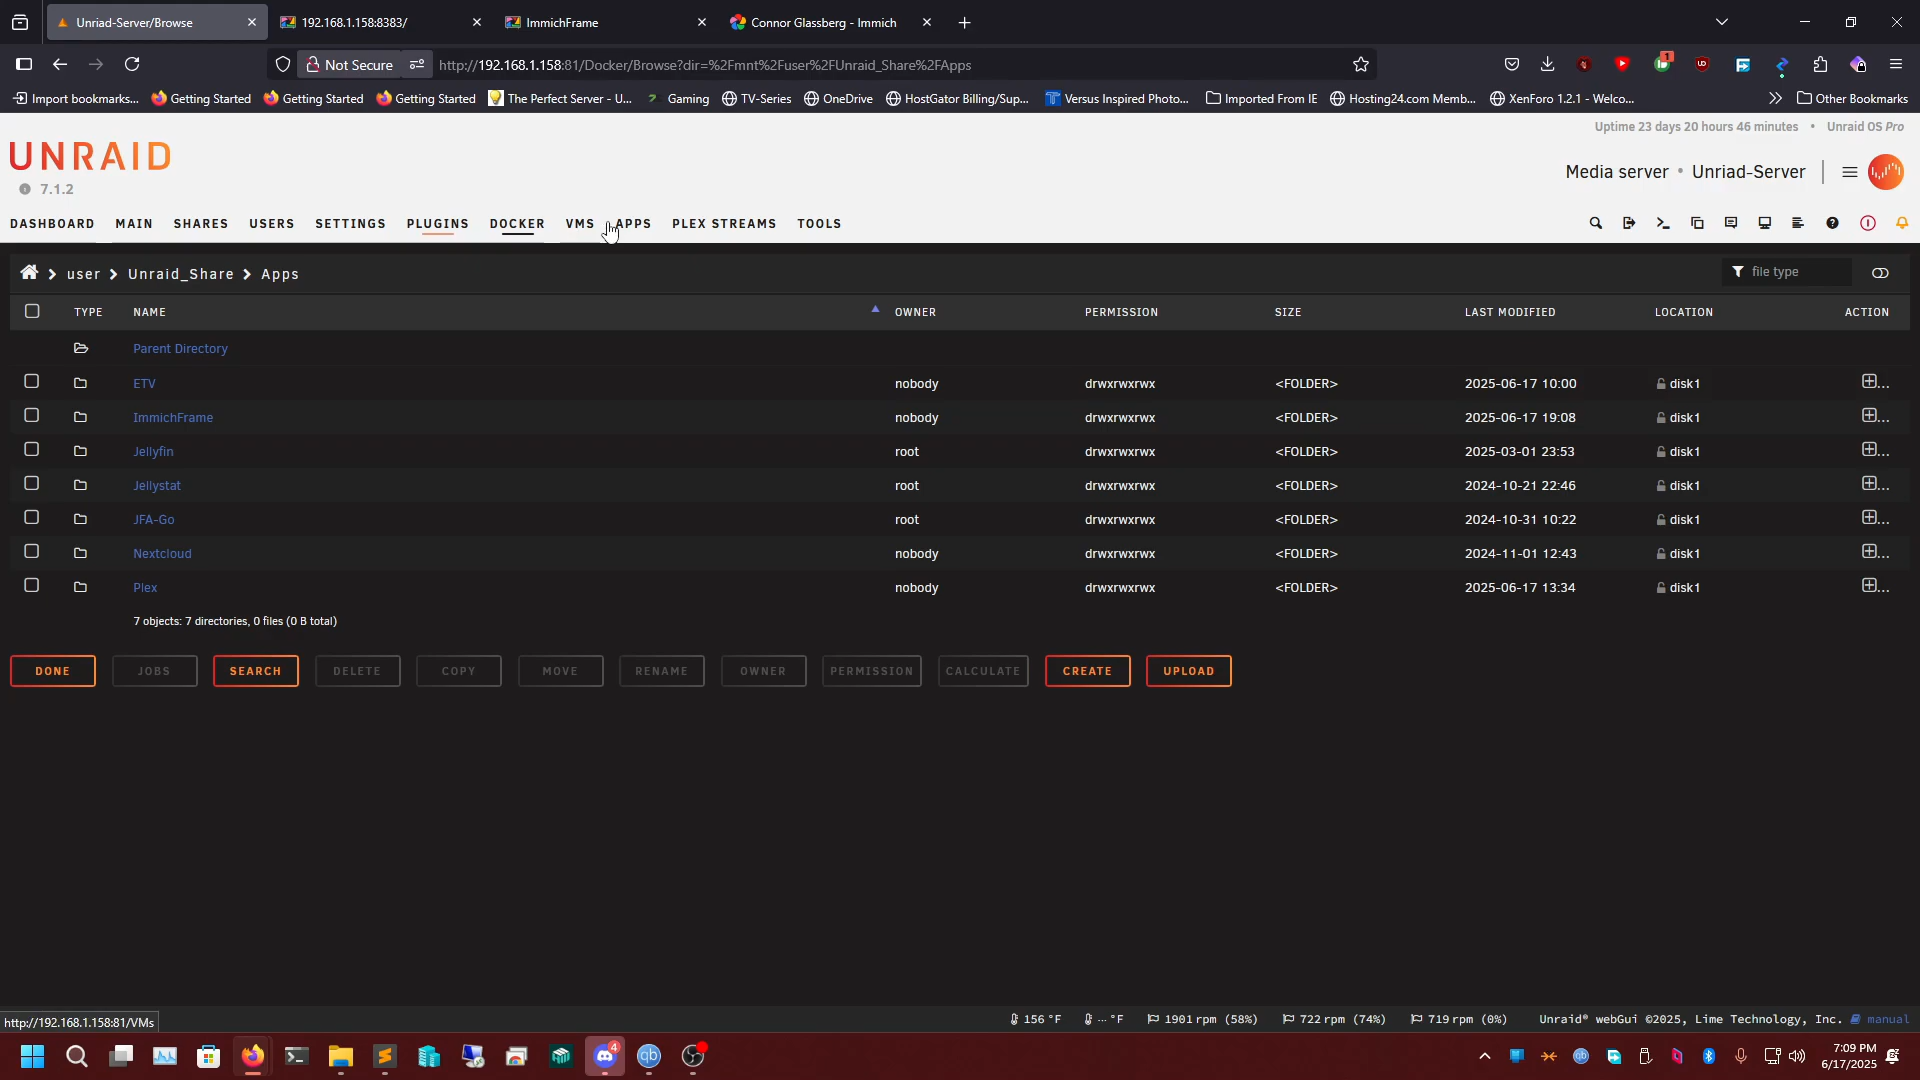 Unriad-Server/Browse
192.168.1.158:8383/
ImmichFrame
Connor Glassberg - Immich
Not Secure
http://192.168.1.158:81/Docker/Browse?dir=%2Fmnt%2Fuser%2FUnraid_Share%2FApps
1
UD
Import bookmarks...
Getting Started
Getting Started
Getting Started
The Perfect Server - U...
Gaming
TV-Series
OneDrive
HostGator Billing/Sup...
Versus Inspired Photo...
Imported From IE
Hosting24.com Memb...
XenForo 1.2.1 - Welco...
Other Bookmarks
Uptime 23 days 20 hours 46 minutes • Unraid OS Pro
UNRAID
7.1.2
Media server • Unriad-Server
DASHBOARD MAIN SHARES USERS SETTINGS PLUGINS DOCKER VMS APPS PLEX STREAMS TOOLS
user > Unraid_Share > Apps
file type
TYPE NAME OWNER PERMISSION SIZE LAST MODIFIED LOCATION ACTION
Parent Directory
ETV nobody drwxrwxrwx <FOLDER> 2025-06-17 10:00 disk1 ...
ImmichFrame nobody drwxrwxrwx <FOLDER> 2025-06-17 19:08 disk1 ...
Jellyfin root drwxrwxrwx <FOLDER> 2025-03-01 23:53 disk1 ...
Jellystat root drwxrwxrwx <FOLDER> 2024-10-21 22:46 disk1 ...
JFA-Go root drwxrwxrwx <FOLDER> 2024-10-31 10:22 disk1 ...
Nextcloud nobody drwxrwxrwx <FOLDER> 2024-11-01 12:43 disk1 ...
Plex nobody drwxrwxrwx <FOLDER> 2025-06-17 13:34 disk1 ...
7 objects: 7 directories, 0 files (0 B total)
DONE JOBS SEARCH DELETE COPY MOVE RENAME OWNER PERMISSION CALCULATE CREATE UPLOAD
http://192.168.1.158:81/VMs
156 °F -- °F 1901 rpm (58%) 722 rpm (74%) 719 rpm (0%) Unraid® webGui ©2025, Lime Technology, Inc. manual
4
qb
7:09 PM
6/17/2025